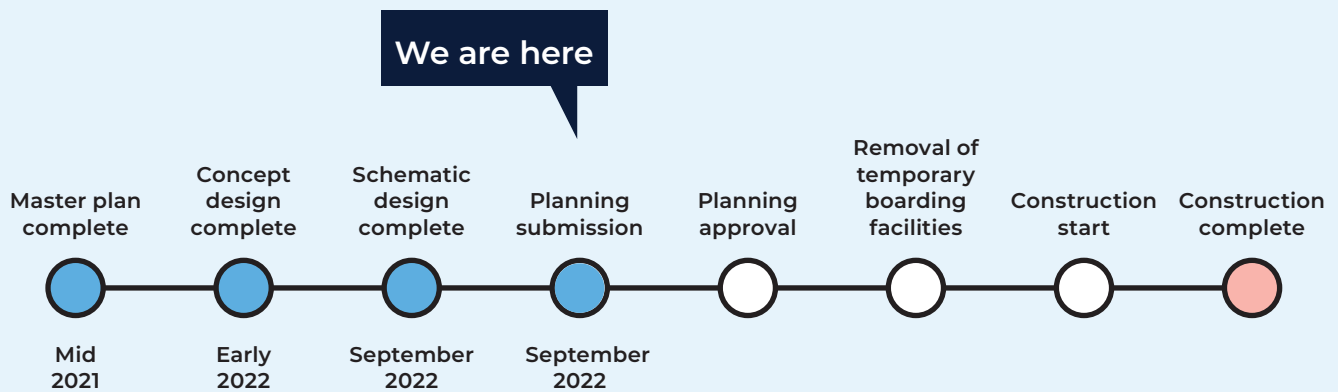 We are here
Master plan
complete
Concept
design
complete
Schematic
design
complete
Planning
submission
Planning
approval
Removal of
temporary
boarding
facilities
Construction
start
Construction
complete
Mid
2021
Early
2022
September
2022
September
2022